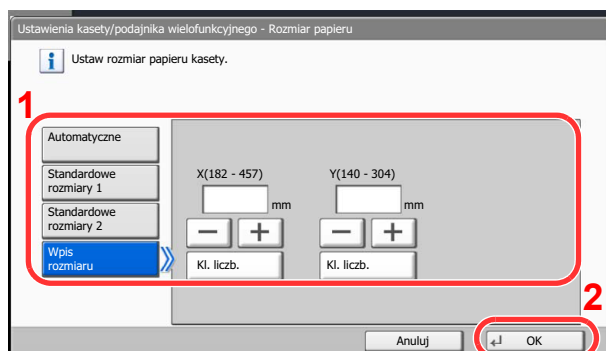 Ustawienia kasety/podajnika wielofunkcyjnego - Rozmiar papieru
i Ustaw rozmiar papieru kasety.
1
Automatyczne
Standardowe
rozmiary 1
Standardowe
rozmiary 2
Wpis
rozmiaru
X(182 - 457) Y(140 - 304)
mm mm
− + − +
Kl. liczb. Kl. liczb.
2
Anuluj OK